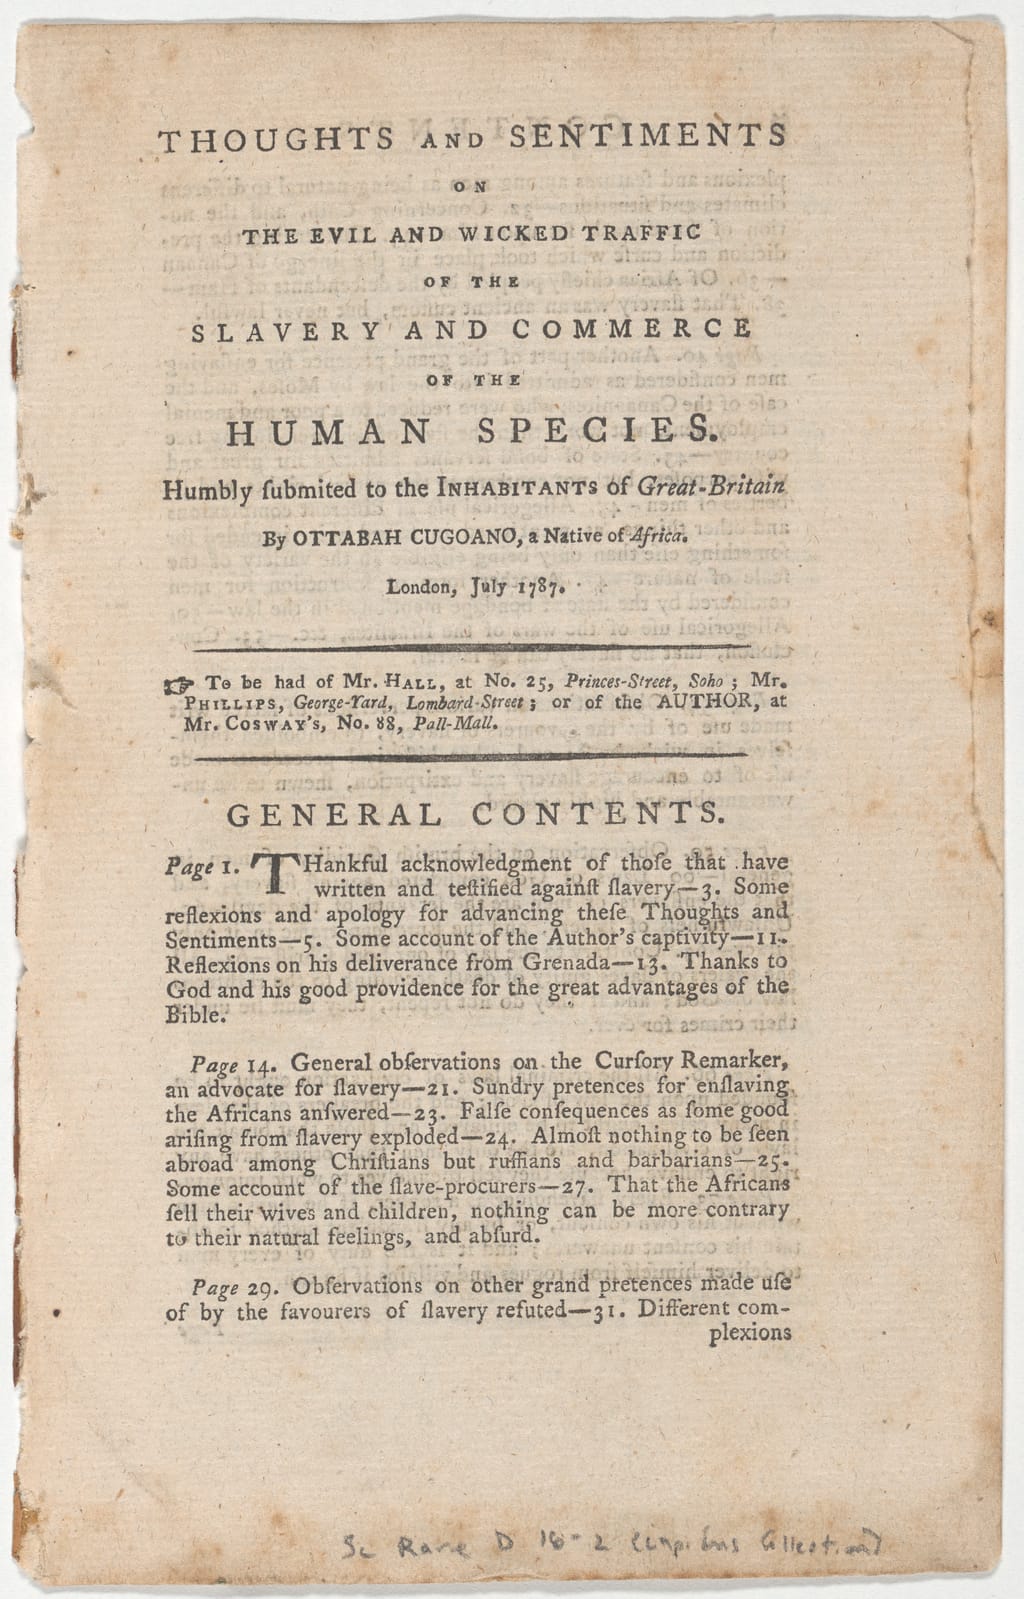 THOUGHTS AND SENTIMENTS
ON
THE EVIL AND WICKED TRAFFIC
OF THE
SLAVERY AND COMMERCE
OF THE
HUMAN SPECIES.
Humbly ſubmited to the INHABITANTS of Great-Britain
By OTTABAH CUGOANO, a Native of Africa.
London, July 1787.
☞ To be had of Mr. HALL, at No. 25, Princes-Street, Soho; Mr.
PHILLIPS, George-Yard, Lombard-Street; or of the AUTHOR, at
Mr. COSWAY's, No. 88, Pall-Mall.
GENERAL CONTENTS.
Page 1. THankful acknowledgment of thoſe that have
written and teſtified againſt ſlavery—3. Some
reflexions and apology for advancing theſe Thoughts and
Sentiments—5. Some account of the Author's captivity—11.
Reflexions on his deliverance from Grenada—13. Thanks to
God and his good providence for the great advantages of the
Bible.
Page 14. General obſervations on the Curſory Remarker,
an advocate for ſlavery—21. Sundry pretences for enſlaving
the Africans anſwered—23. Falſe conſequences as ſome good
ariſing from ſlavery exploded—24. Almoſt nothing to be ſeen
abroad among Chriſtians but ruffians and barbarians—25.
Some account of the ſlave-procurers—27. That the Africans
ſell their wives and children, nothing can be more contrary
to their natural feelings, and abſurd.
Page 29. Obſervations on other grand pretences made uſe
of by the favourers of ſlavery refuted—31. Different com-
plexions
Sc Rare D 16-2